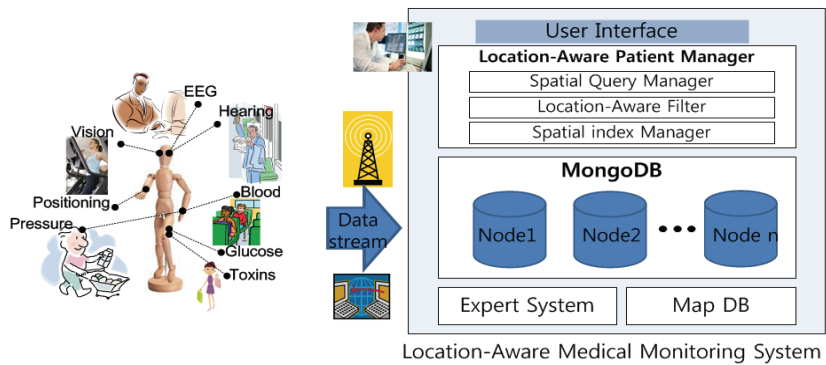 EEG
Hearing
Vision
Positioning
Blood
Pressure
Glucose
Toxins
Data
stream
User Interface
Location-Aware Patient Manager
Spatial Query Manager
Location-Aware Filter
Spatial index Manager
MongoDB
Node1
Node2
•••
Node n
Expert System
Map DB
Location-Aware Medical Monitoring System